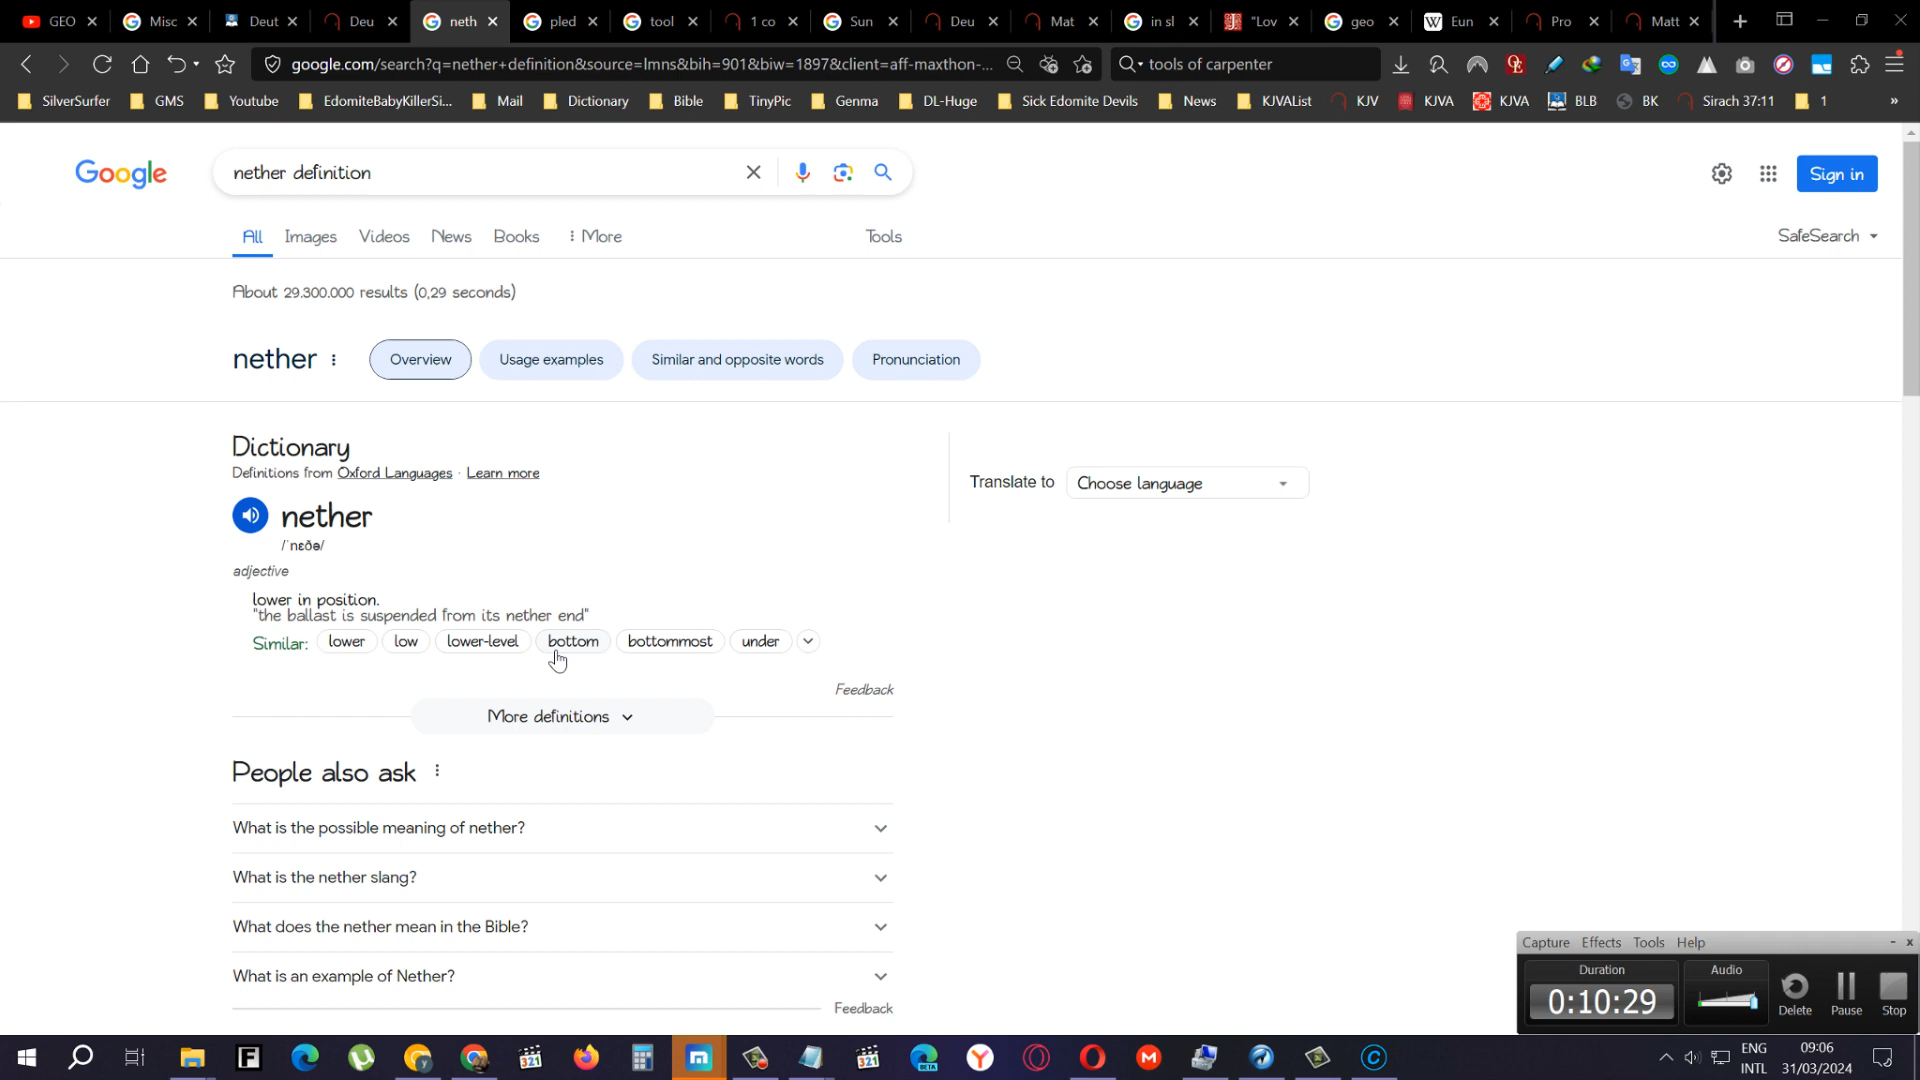 GEO
Misc
Deut
Deu
neth
pled
tool
1 co
Sun
Deu
Mat
in sl
"Lov
geo
Eun
Pro
Matt
google.com/search?q=nether+definition&source=lmns&bih=901&biw=1897&client=aff-maxthon-...
tools of carpenter
SilverSurfer
GMS
Youtube
EdomiteBabyKillerSi...
Mail
Dictionary
Bible
TinyPic
Genma
DL-Huge
Sick Edomite Devils
News
KJVAList
KJV
KJVA
KJVA
BLB
BK
Sirach 37:11
1
»
Google
nether definition
Sign in
All
Images
Videos
News
Books
More
Tools
SafeSearch
About 29.300.000 results (0,29 seconds)
nether
Overview
Usage examples
Similar and opposite words
Pronunciation
Dictionary
Definitions from Oxford Languages · Learn more
nether
/ˈnɛðə/
adjective
lower in position.
"the ballast is suspended from its nether end"
Similar: lower low lower-level bottom bottommost under
Translate to
Choose language
Feedback
More definitions
People also ask
What is the possible meaning of nether?
What is the nether slang?
What does the nether mean in the Bible?
What is an example of Nether?
Feedback
Capture Effects Tools Help
Duration
0:10:29
Audio
Delete
Pause
Stop
ENG
INTL
09:06
31/03/2024